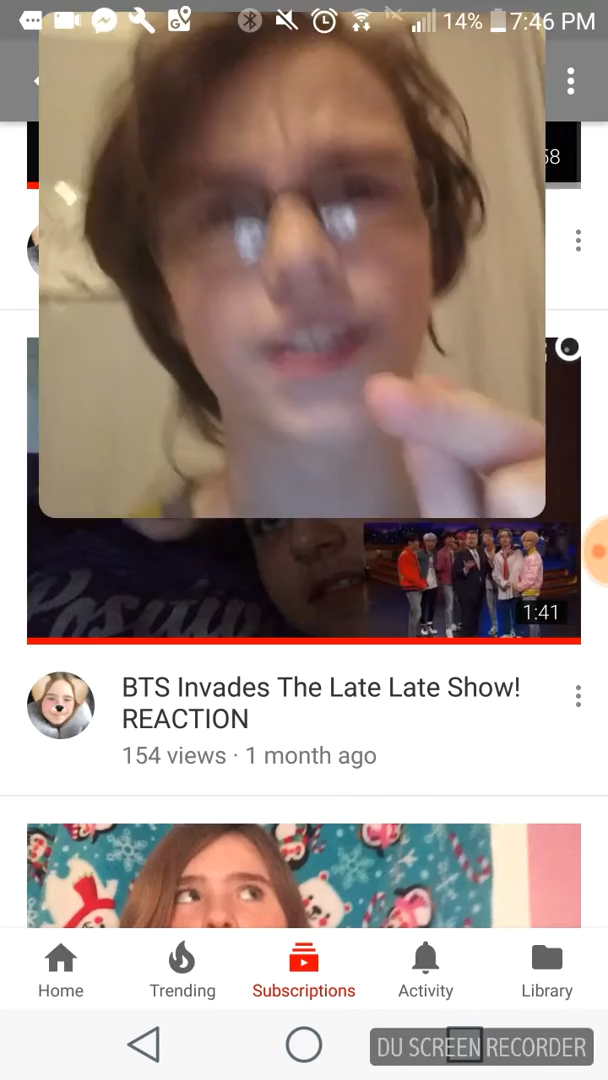 14% 7:46 PM
58
Positiv
1:41
BTS Invades The Late Late Show!
REACTION
154 views · 1 month ago
Home Trending Subscriptions Activity Library
DU SCREEN RECORDER